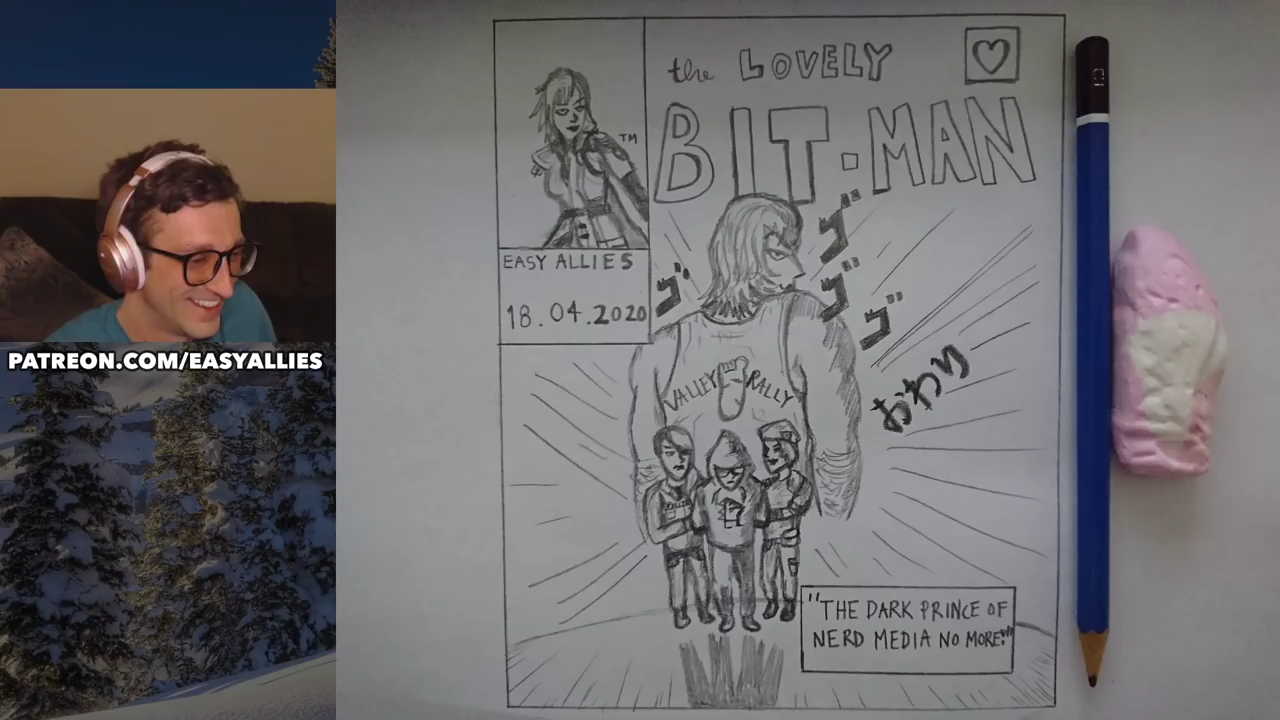 the LOVELY
BIT·MAN
TM
EASY ALLIES
18.04.2020
ゴ
ゴ
ゴ
ゴ
おわり
VALLEY RALLY
"THE DARK PRINCE OF
NERD MEDIA NO MORE!"
PATREON.COM/EASYALLIES